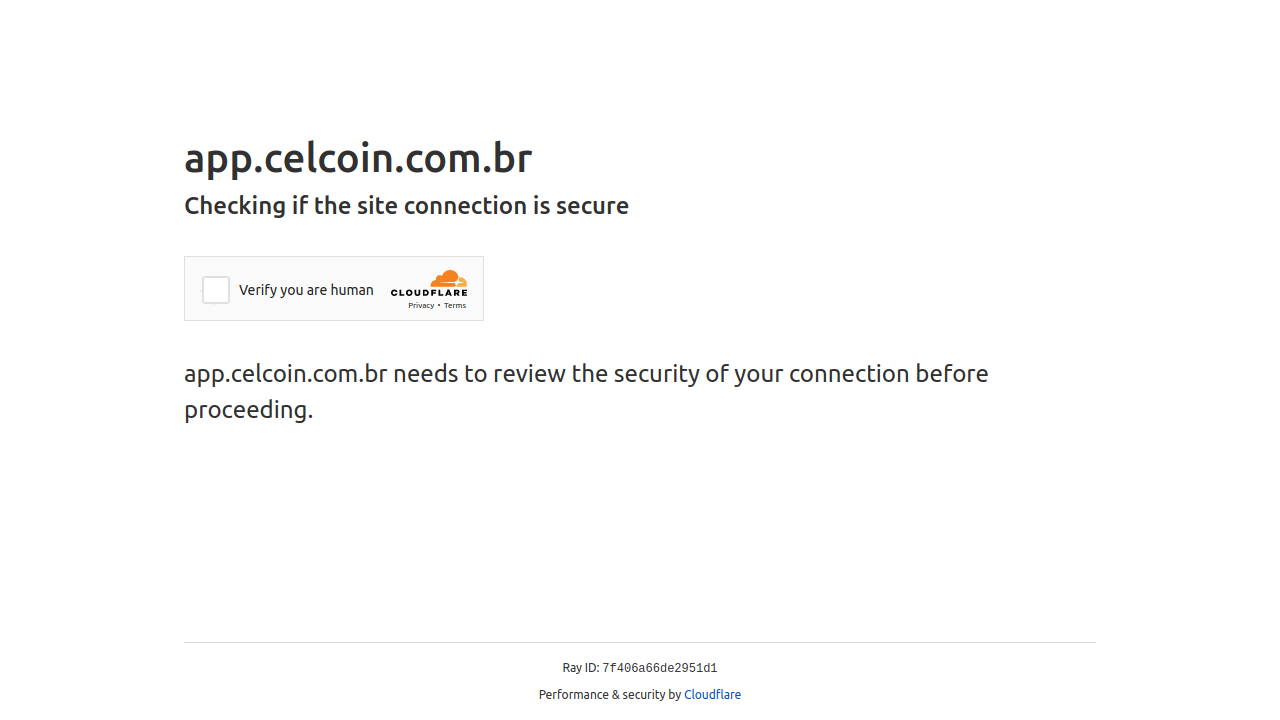 app.celcoin.com.br
Checking if the site connection is secure
Verify you are human
CLOUDFLARE
Privacy • Terms
app.celcoin.com.br needs to review the security of your connection before
proceeding.
Ray ID: 7f406a66de2951d1
Performance & security by Cloudflare